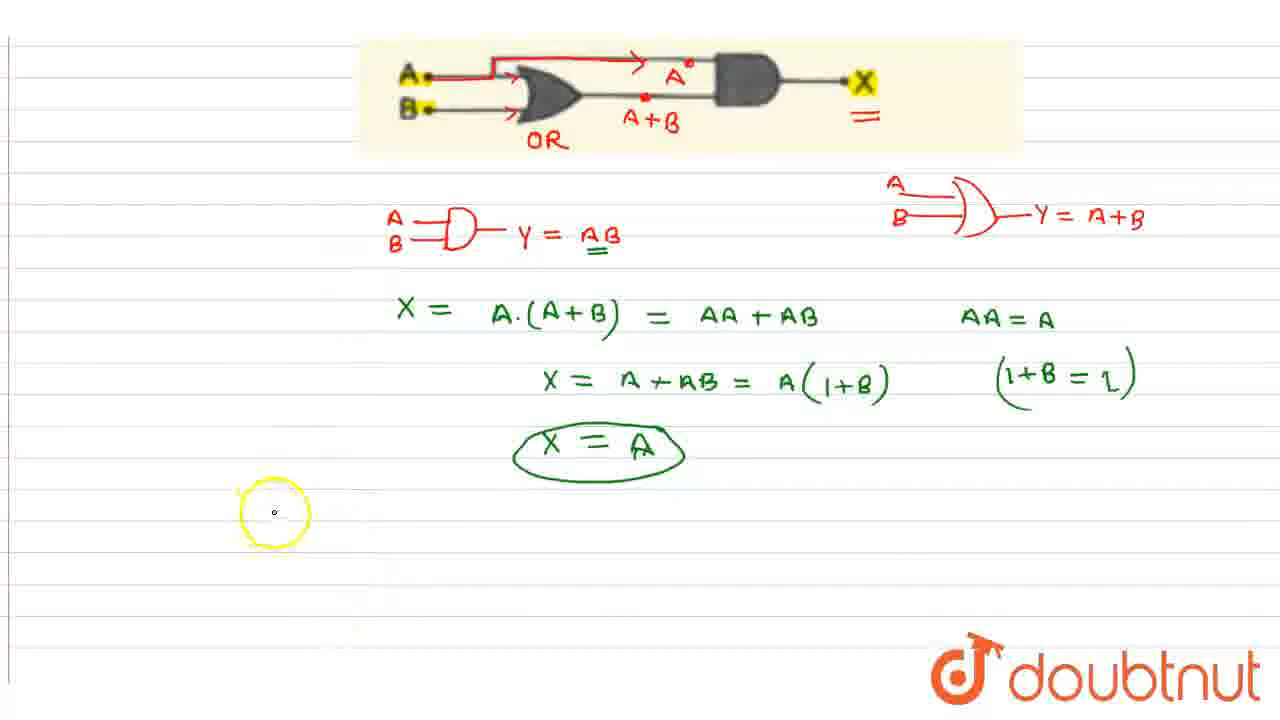 A
B
A
A+B
OR
X
A
B
Y = AB
A
B
Y = A+B
X = A.(A+B) = AA + AB
AA = A
X = A + AB = A(1+B)
(1+B = 1)
X = A
doubtnut